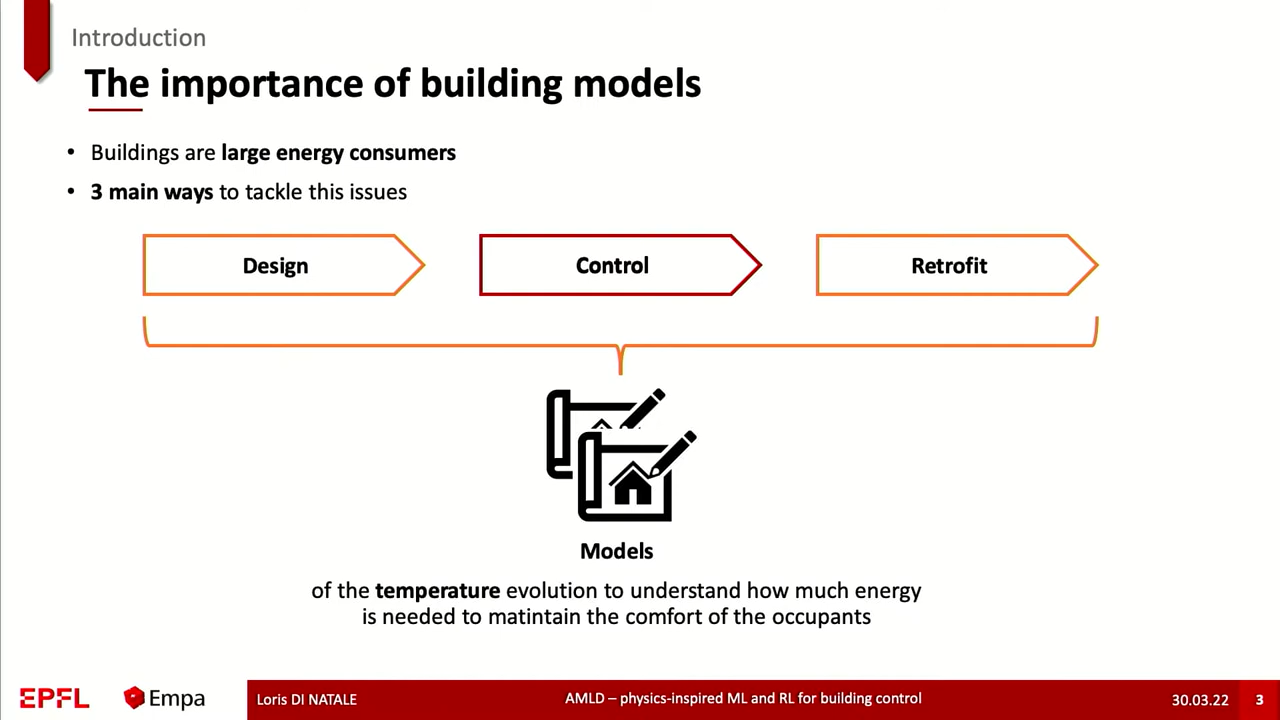 Introduction
The importance of building models
• Buildings are large energy consumers
• 3 main ways to tackle this issues
Design
Control
Retrofit
Models
of the temperature evolution to understand how much energy
is needed to matintain the comfort of the occupants
EPFL
Empa
Loris DI NATALE
AMLD – physics-inspired ML and RL for building control
30.03.22
3